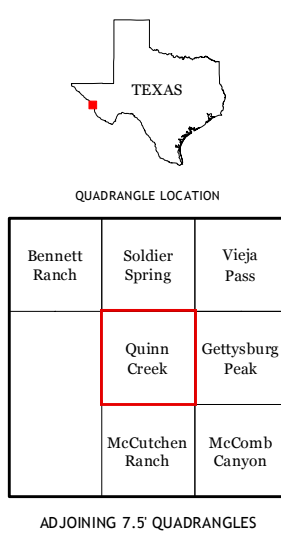 TEXAS
QUADRANGLE LOCATION
Bennett
Ranch
Soldier
Spring
Vieja
Pass
Quinn
Creek
Gettysburg
Peak
McCutchen
Ranch
McComb
Canyon
ADJOINING 7.5' QUADRANGLES